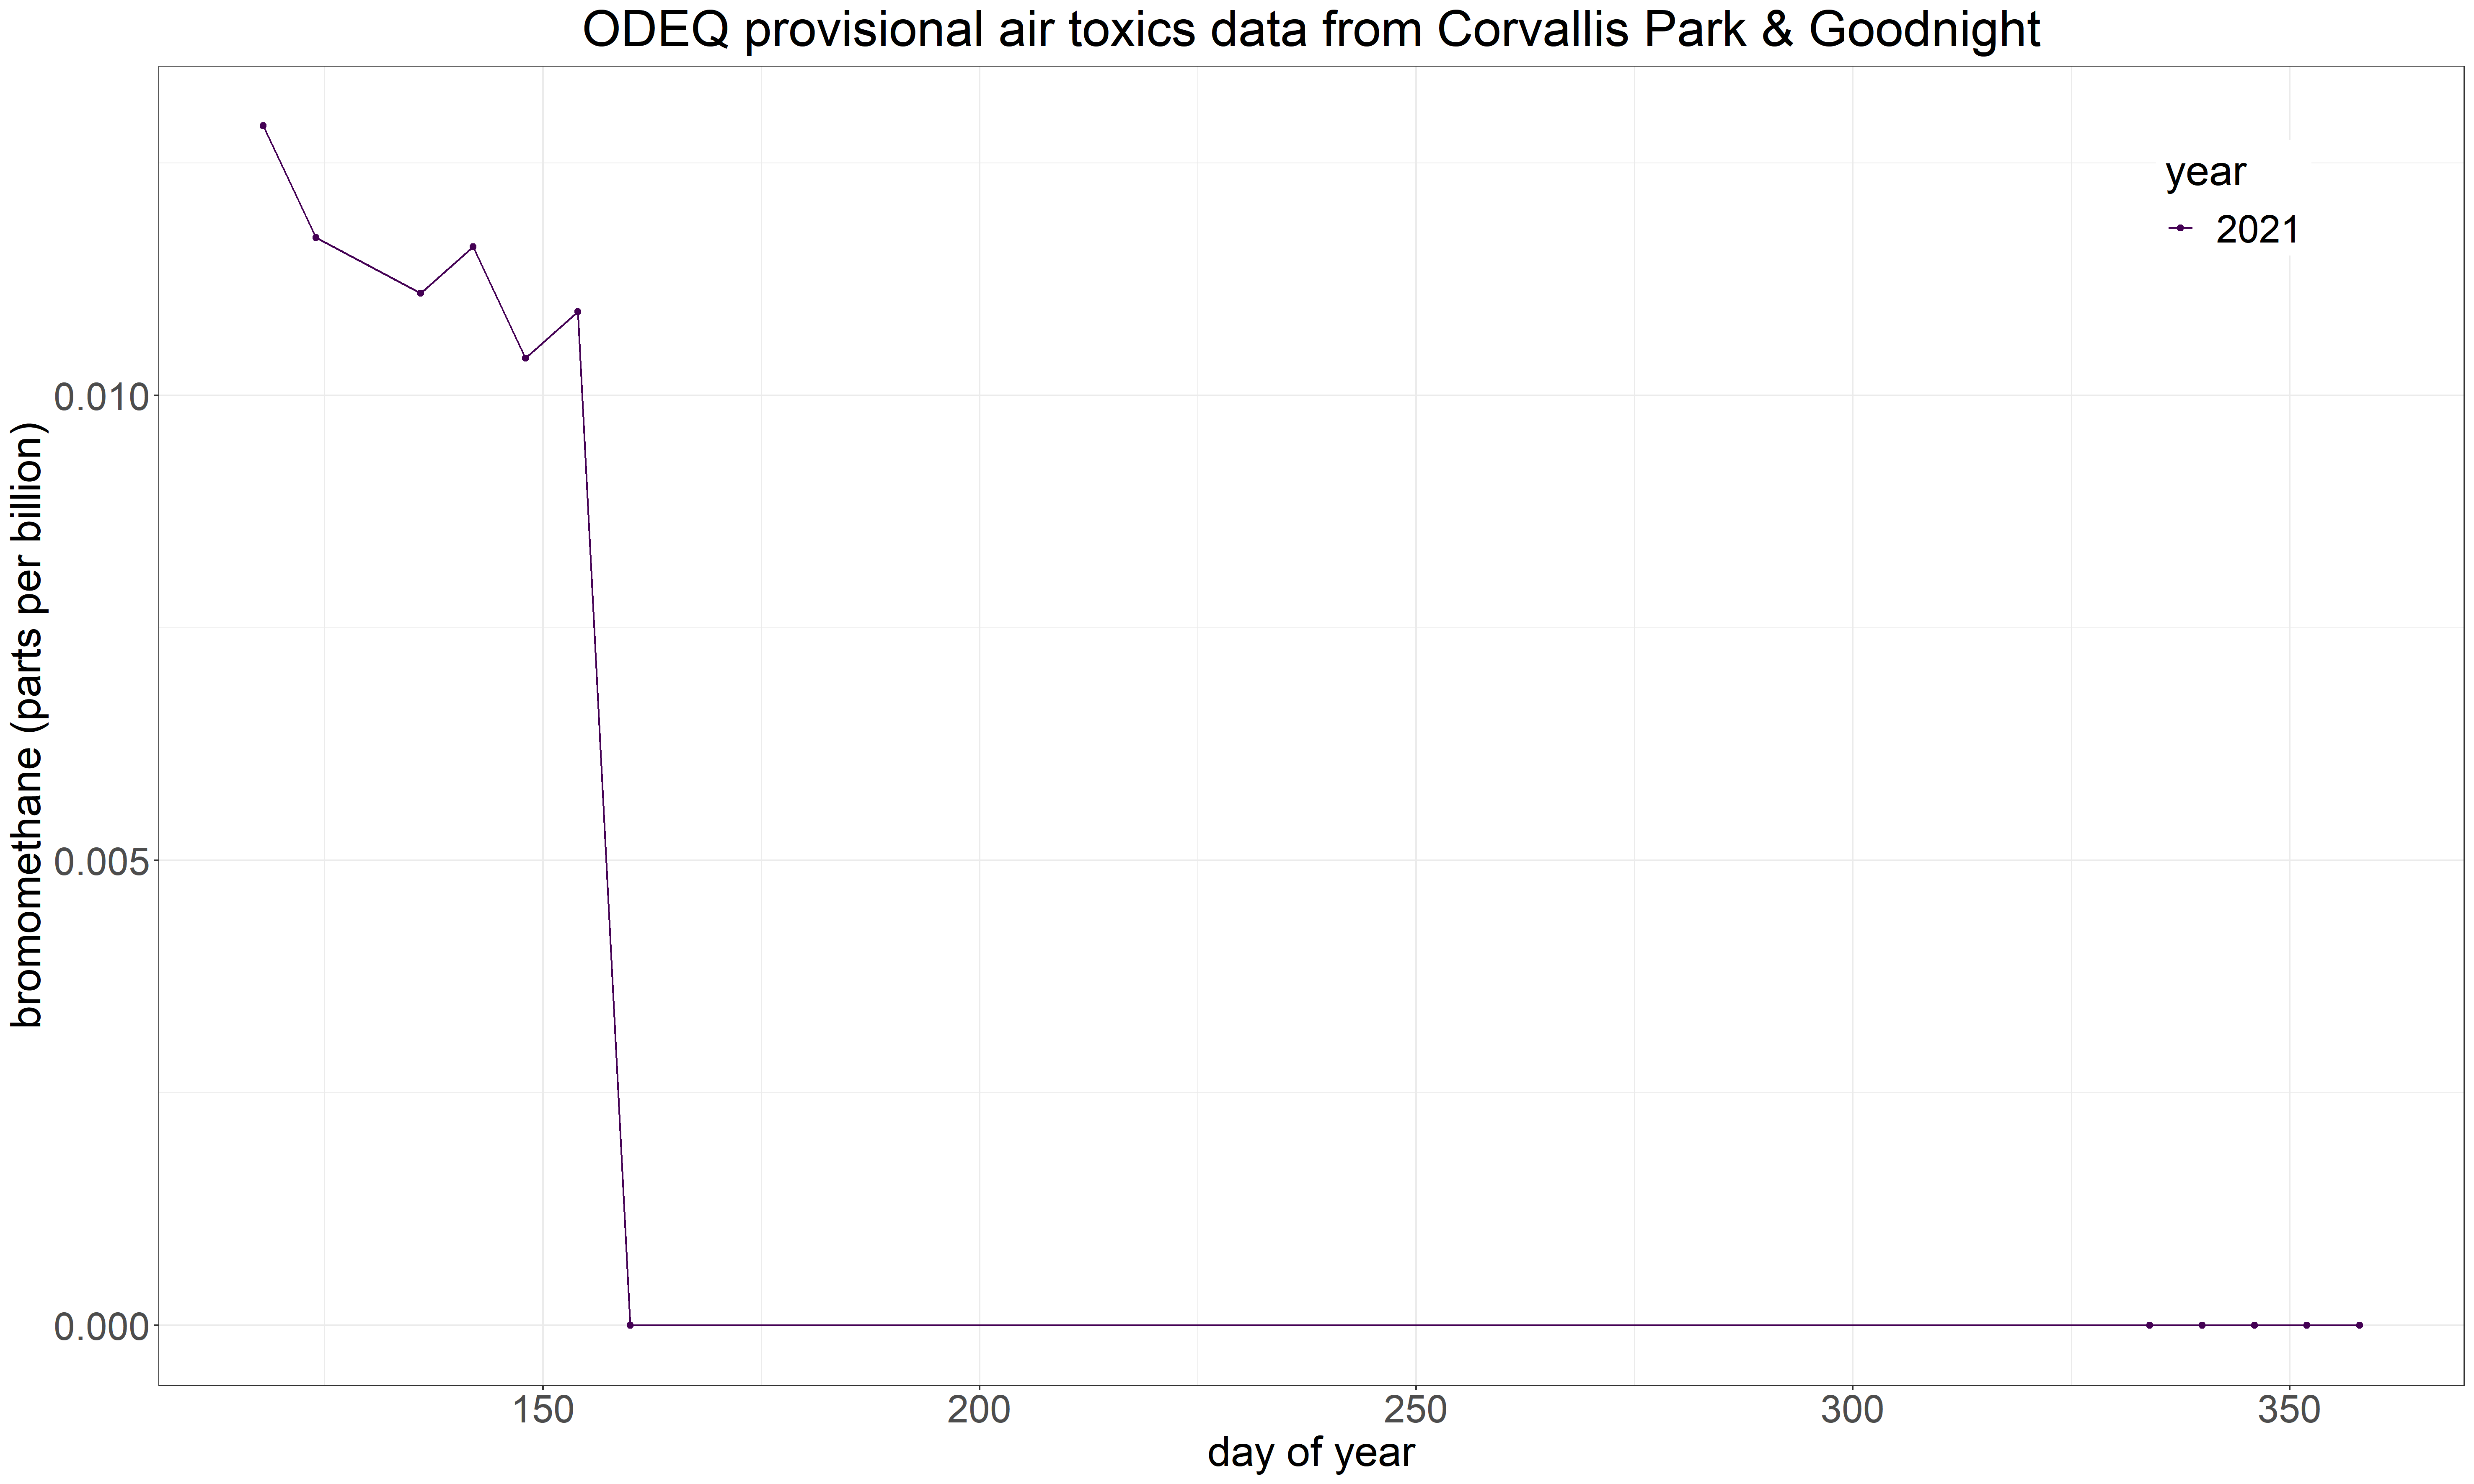 ODEQ provisional air toxics data from Corvallis Park & Goodnight
year
2021
0.010
0.005
0.000
bromomethane (parts per billion)
150
200
250
300
350
day of year